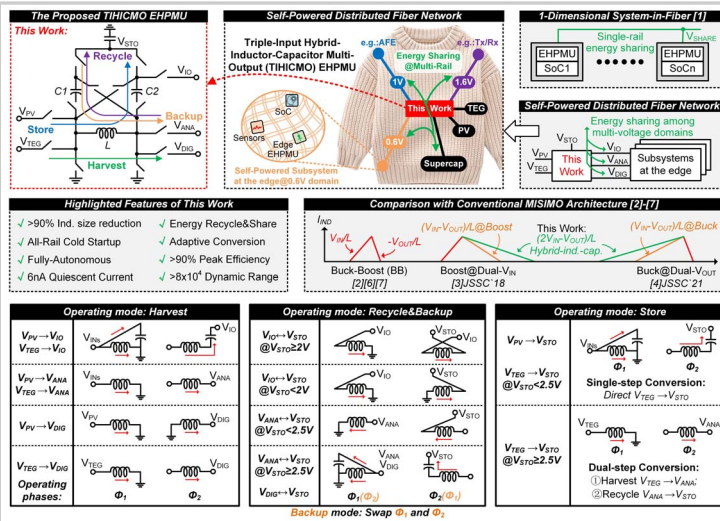 The Proposed TIHICMO EHPMU
This Work:
VSTO
Recycle
VIO
C1
C2
VPV
Backup
Store
VANA
L
VTEG
VDIG
Harvest
Self-Powered Distributed Fiber Network
Triple-Input Hybrid-
Inductor-Capacitor Multi-
Output (TIHICMO) EHPMU
e.g.:AFE
e.g.:Tx/Rx
Energy Sharing
@Multi-Rail
1V
1.6V
This Work
TEG
PV
0.6V
Supercap
SoC
Sensors
Edge
EHPMU
Self-Powered Subsystem
at the edge@0.6V domain
1-Dimensional System-in-Fiber [1]
Single-rail
energy sharing
VSHARE
EHPMU
SoC1
EHPMU
SoCn
Self-Powered Distributed Fiber Network
Energy sharing among
multi-voltage domains
VSTO
VIO
VPV
VTEG
This
Work
VANA
VDIG
Subsystems
at the edge
Highlighted Features of This Work
√ >90% Ind. size reduction
√ Energy Recycle&Share
√ All-Rail Cold Startup
√ Adaptive Conversion
√ Fully-Autonomous
√ >90% Peak Efficiency
√ 6nA Quiescent Current
√ >8x10⁴ Dynamic Range
Comparison with Conventional MISIMO Architecture [2]-[7]
IIND
VIN/L
-VOUT/L
(VIN-VOUT)/L@Boost
This Work:
(2VIN-VOUT)/L
Hybrid-ind.-cap.
(VIN-VOUT)/L@Buck
Buck-Boost (BB)
[2][6][7]
Boost@Dual-VIN
[3]JSSC`18
Buck@Dual-VOUT
[4]JSSC`21
Operating mode: Harvest
VPV→VIO
VTEG→VIO
VINs
VIO
VPV→VANA
VTEG→VANA
VINs
VANA
VPV→VDIG
VPV
VDIG
VTEG→VDIG
VTEG
VDIG
Operating
phases:
Φ1
Φ2
Operating mode: Recycle&Backup
VIO↔VSTO
@VSTO≥2V
VIO
VSTO
VIO
VIO↔VSTO
@VSTO<2V
VIO
VSTO
VANA↔VSTO
@VSTO<2.5V
VANA
VSTO
VANA↔VSTO
@VSTO≥2.5V
VDIG↔VSTO
VANA
VDIG
VSTO
Φ1(Φ2)
Φ2(Φ1)
Backup mode: Swap Φ1 and Φ2
Operating mode: Store
VPV→VSTO
VTEG→VSTO
@VSTO<2.5V
VINs
VSTO
Φ1
Φ2
Single-step Conversion:
Direct VTEG→VSTO
VTEG→VSTO
@VSTO≥2.5V
VTEG
VANA
Φ1
Φ2
Dual-step Conversion:
①Harvest VTEG→VANA;
②Recycle VANA→VSTO